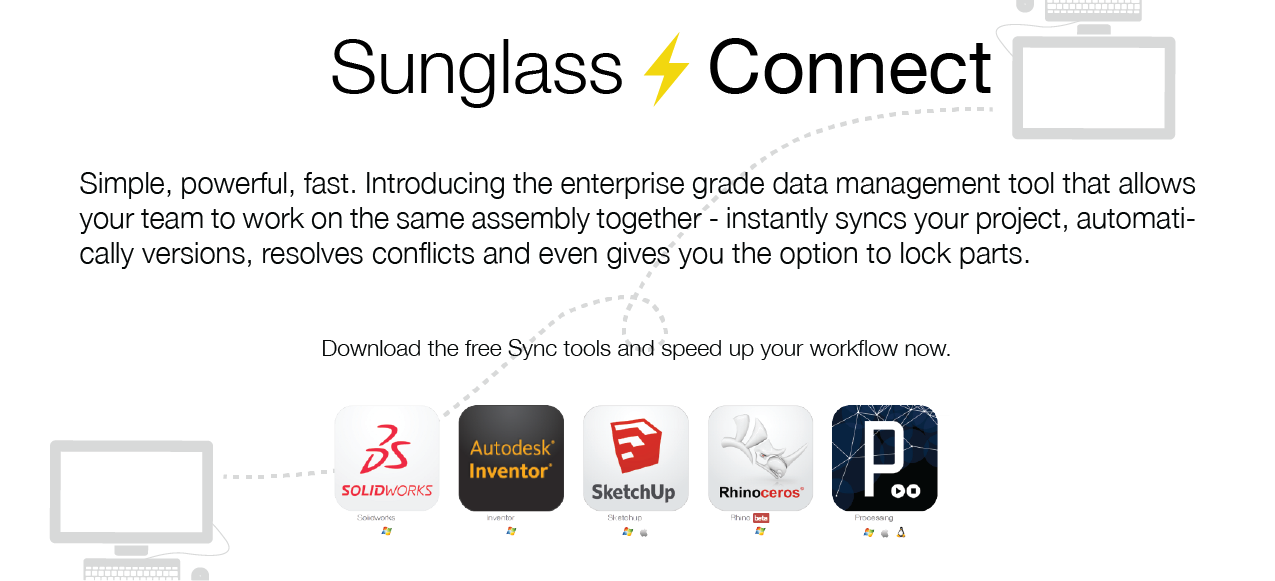 Sunglass Connect
Simple, powerful, fast. Introducing the enterprise grade data management tool that allows
your team to work on the same assembly together - instantly syncs your project, automati-
cally versions, resolves conflicts and even gives you the option to lock parts.
Download the free Sync tools and speed up your workflow now.
SOLIDWORKS
Autodesk®
Inventor®
SketchUp
Rhinoceros®
P
Solidworks
Inventor
Sketchup
Rhino beta
Processing